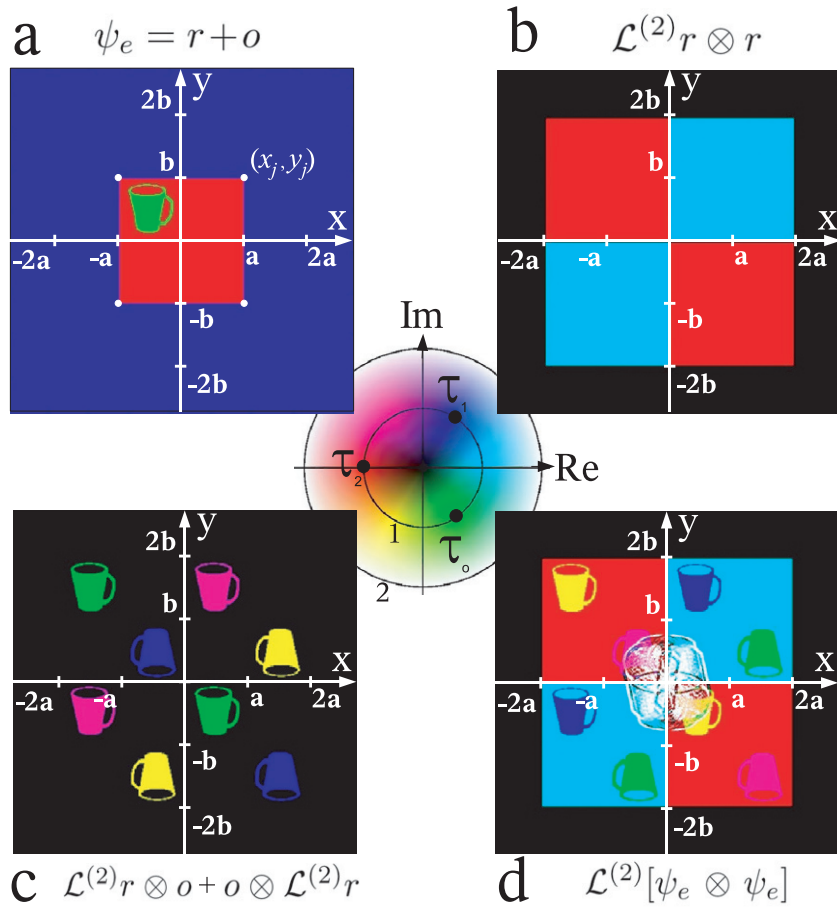 a
ψ_e = r + o
y
2b
b
(x_j, y_j)
x
-2a
-a
a
2a
-b
-2b
b
ℒ^(2) r ⊗ r
y
2b
b
x
-2a
-a
a
2a
-b
-2b
Im
τ_1
τ_2
Re
1
τ_o
2
y
2b
b
x
-2a
-a
a
2a
-b
-2b
c
ℒ^(2) r ⊗ o + o ⊗ ℒ^(2) r
y
2b
b
x
-2a
-a
a
2a
-b
-2b
d
ℒ^(2)[ψ_e ⊗ ψ_e]